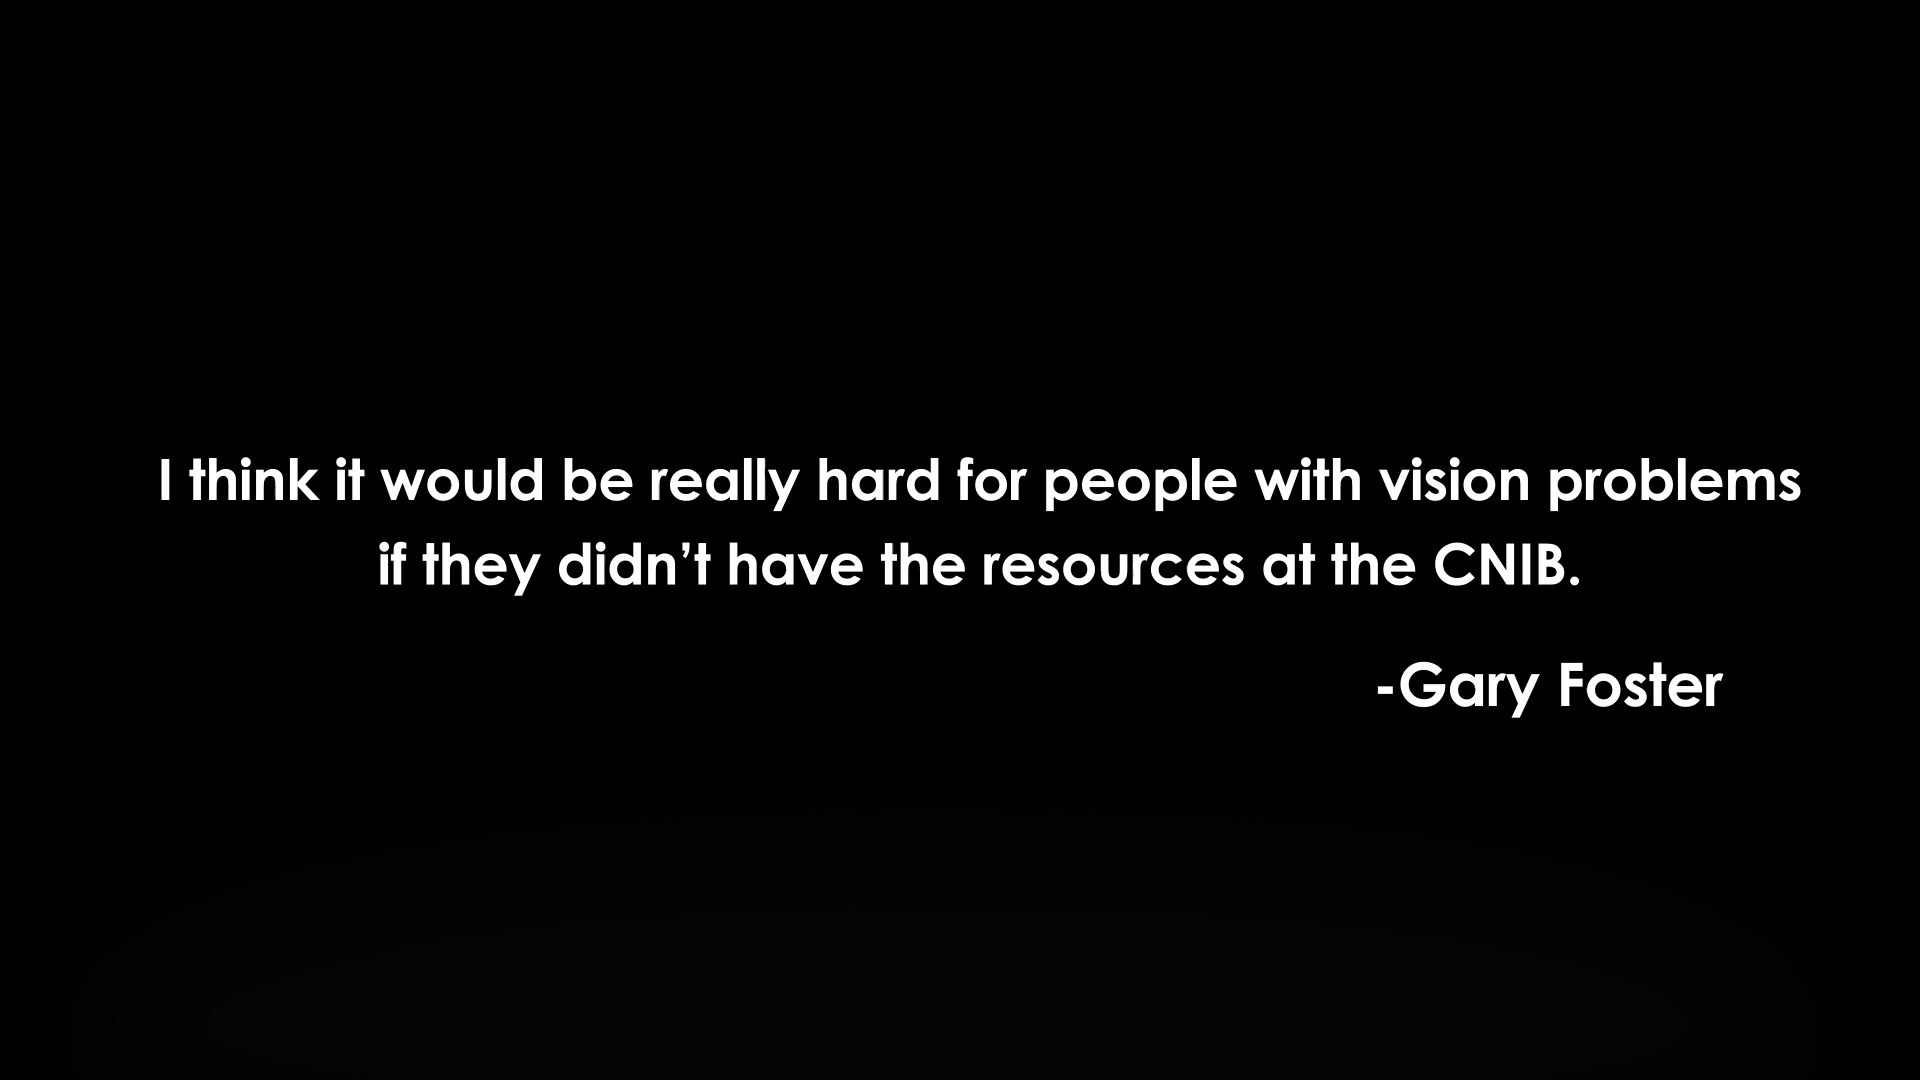 I think it would be really hard for people with vision problems
if they didn’t have the resources at the CNIB.
-Gary Foster